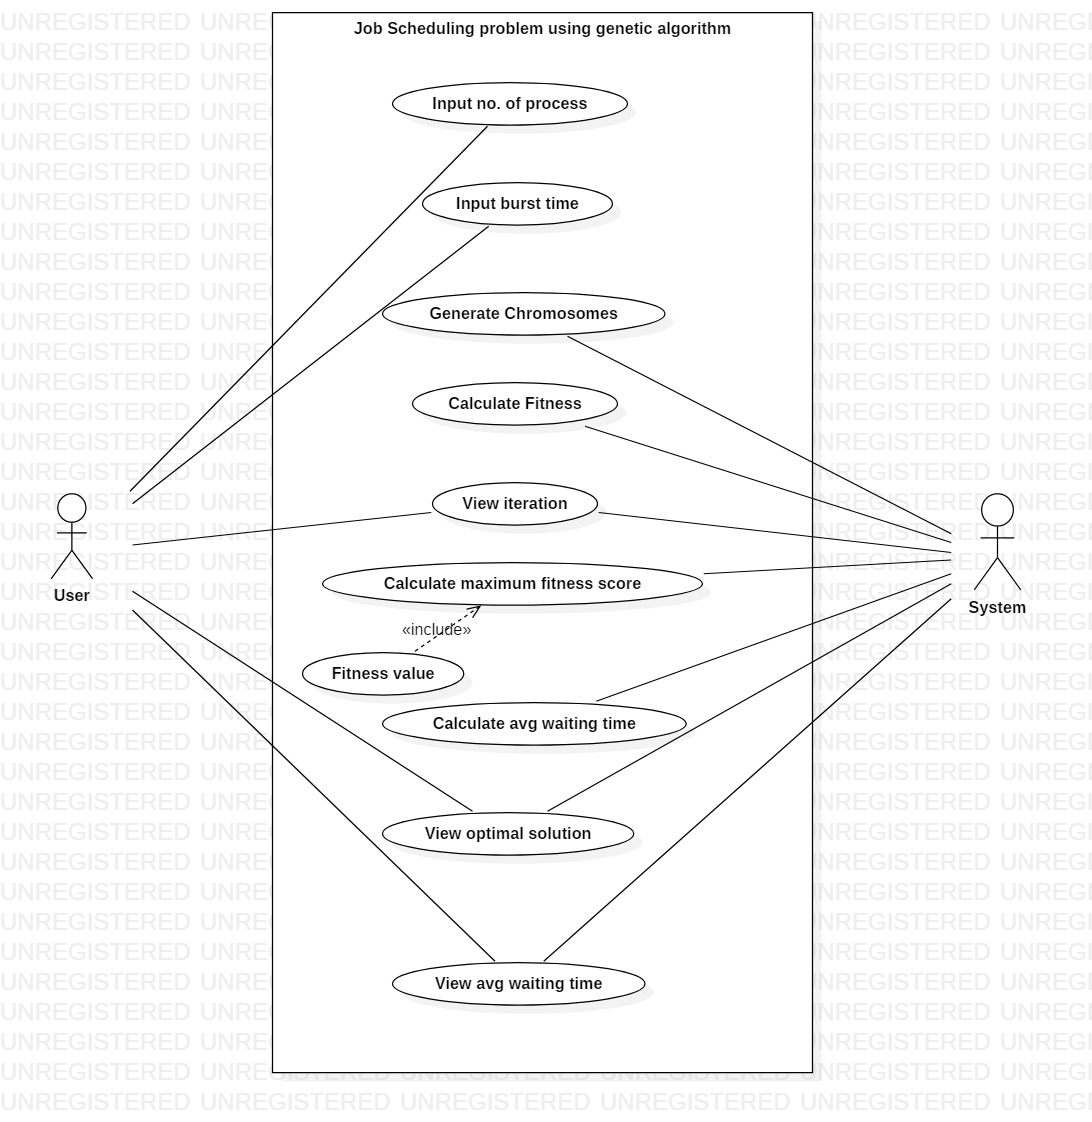 Job Scheduling problem using genetic algorithm
Input no. of process
Input burst time
Generate Chromosomes
Calculate Fitness
View iteration
Calculate maximum fitness score
User
System
«include»
Fitness value
Calculate avg waiting time
View optimal solution
View avg waiting time
UNREGISTERED UNREGISTERED UNREGISTERED UNREGISTERED UNREGISTERED